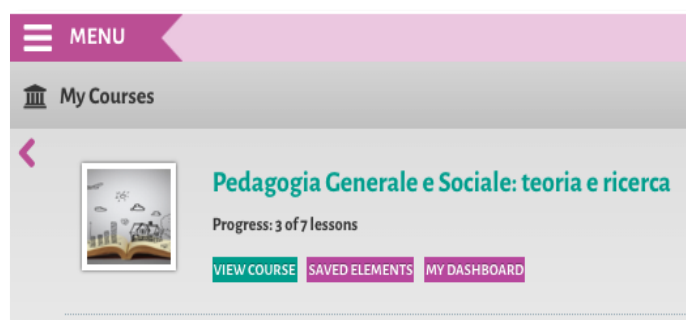 MENU
My Courses
Pedagogia Generale e Sociale: teoria e ricerca
Progress: 3 of 7 lessons
VIEW COURSE SAVED ELEMENTS MY DASHBOARD